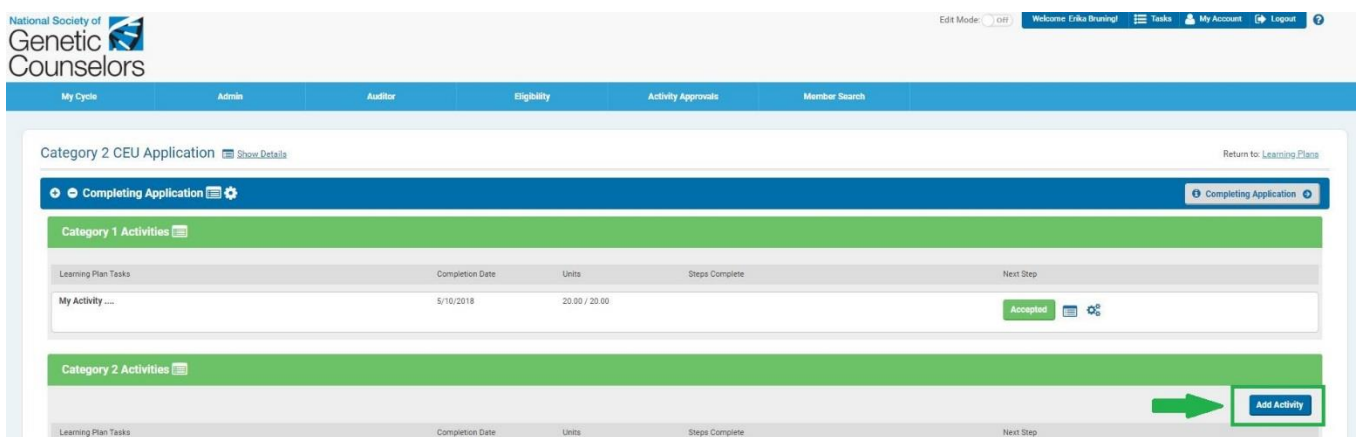 National Society of
Genetic
Counselors
Edit Mode: Off Welcome Erika Bruning! Tasks My Account Logout ?
My Cycle Admin Auditor Eligibility Activity Approvals Member Search
Category 2 CEU Application Show Details Return to: Learning Plans
Completing Application Completing Application
Category 1 Activities
Learning Plan Tasks Completion Date Units Steps Complete Next Step
My Activity .... 5/10/2018 20.00 / 20.00 Accepted
Category 2 Activities
Add Activity
Learning Plan Tasks Completion Date Units Steps Complete Next Step